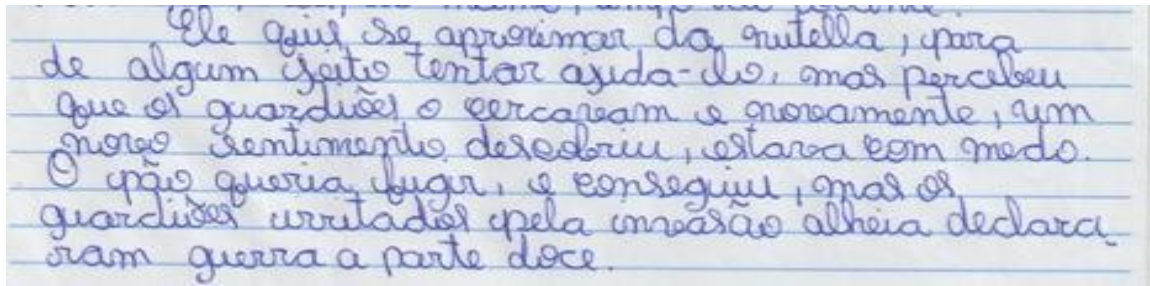 Ele quis se aproximar da nutella, para
de algum jeito tentar ajuda-lo, mas percebeu
que os guardiões o cercavam e novamente, um
novo sentimento descobriu, estava com medo.
O pão queria fugir, e conseguiu, mas os
guardiões irritados pela invasão alheia declara_
ram guerra a parte doce.